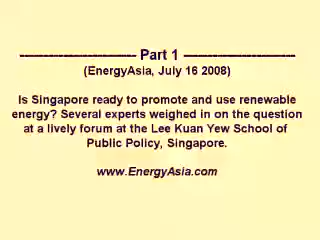 ------------------------ Part 1 -----------------------
(EnergyAsia, July 16 2008)
Is Singapore ready to promote and use renewable
energy? Several experts weighed in on the question
at a lively forum at the Lee Kuan Yew School of
Public Policy, Singapore.
www.EnergyAsia.com